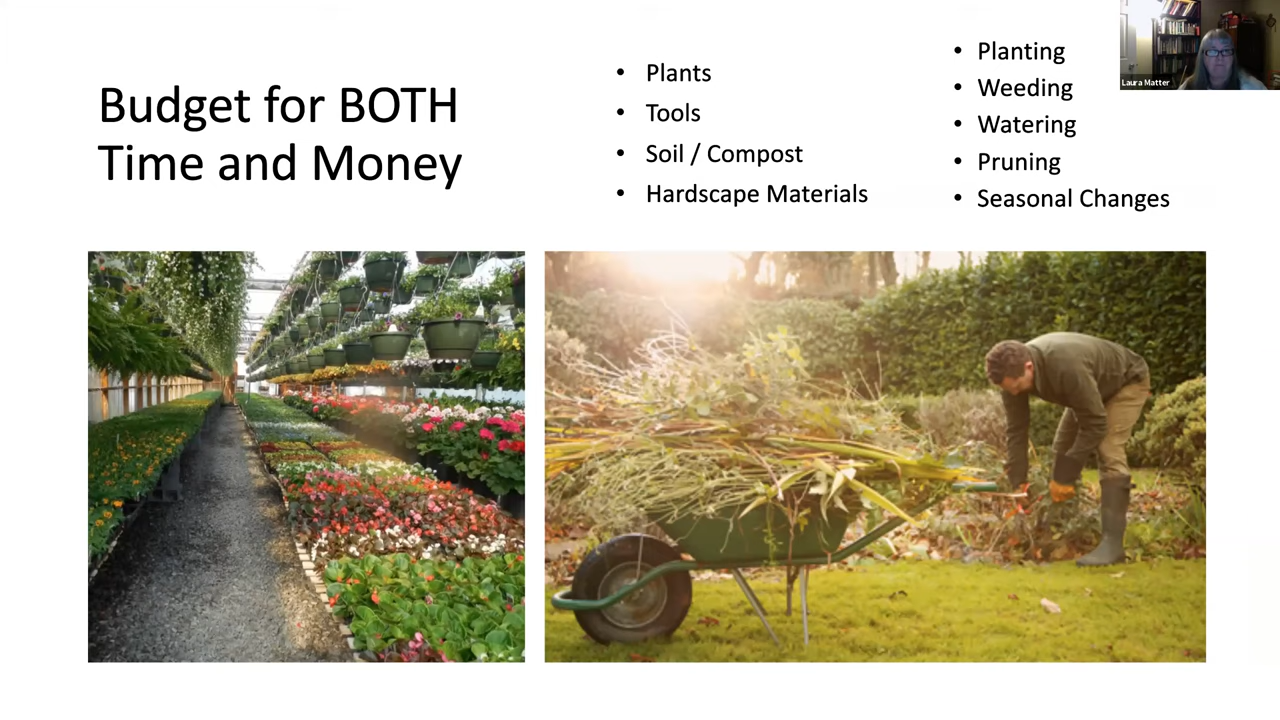 Budget for BOTH
Time and Money
• Plants
• Tools
• Soil / Compost
• Hardscape Materials
• Planting
• Weeding
• Watering
• Pruning
• Seasonal Changes
Laura Matter